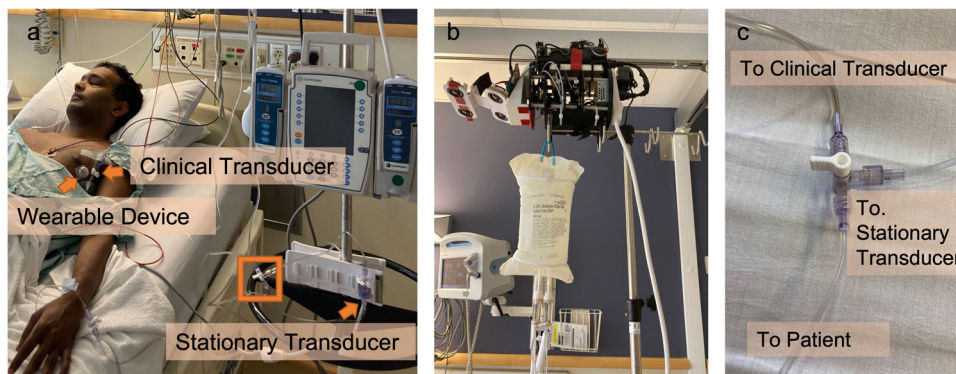 a
Clinical Transducer
Wearable Device
Stationary Transducer
b
c
To Clinical Transducer
To.
Stationary
Transducer
To Patient